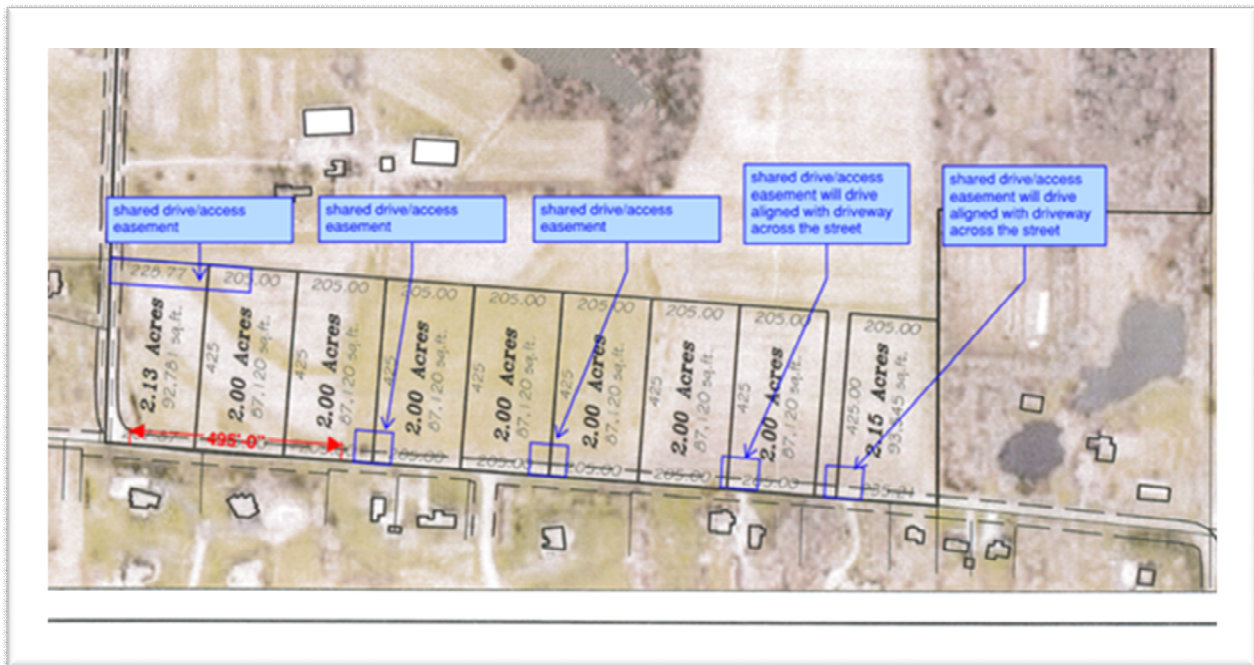 shared drive/access
easement will drive
aligned with driveway
across the street
shared drive/access
easement will drive
aligned with driveway
across the street
shared drive/access
easement
shared drive/access
easement
shared drive/access
easement
225.77
205.00
205.00
205.00
205.00
205.00
205.00
205.00
205.00
2.13 Acres
92,781 sq.ft.
425
2.00 Acres
87,120 sq.ft.
425
2.00 Acres
87,120 sq.ft.
425
2.00 Acres
87,120 sq.ft.
425
2.00 Acres
87,120 sq.ft.
425
2.00 Acres
87,120 sq.ft.
425
2.00 Acres
87,120 sq.ft.
425
2.00 Acres
87,120 sq.ft.
425.00
2.15 Acres
495'-0"
205.00
205.00
205.00
205.00
205.00